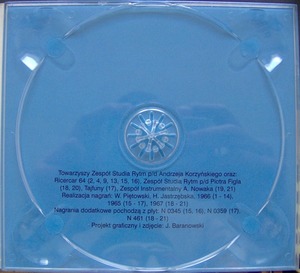 Towarzyszy Zespół Studia Rytm p/d Andrzeja Korzyńskiego oraz
Ricercar 64 (2, 4, 9, 13, 15, 16), Zespół Studia Rytm p/d Piotra Figla
(18, 20), Tajfuny (17), Zespół Instrumentalny A. Nowaka (19, 21)
Realizacja nagrań: W. Piętowski, H. Jastrzębska, 1966 (1 - 14),
1965 (15 - 17), 1967 (18 - 21)
Nagrania dodatkowe pochodzą z płyt: N 0345 (15, 16), N 0359 (17),
N 461 (18 - 21)
Projekt graficzny i zdjęcie: J. Baranowski